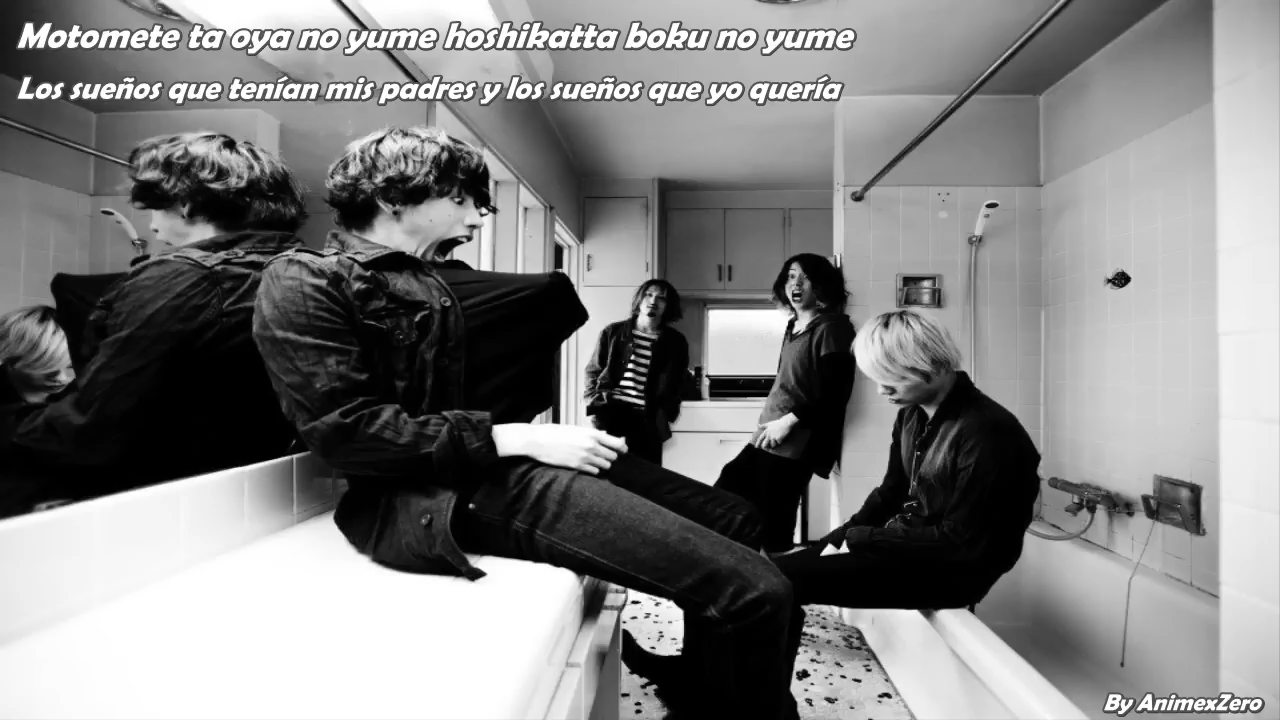 Motomete ta oya no yume hoshikatta boku no yume
Los sueños que tenían mis padres y los sueños que yo quería
By AnimexZero